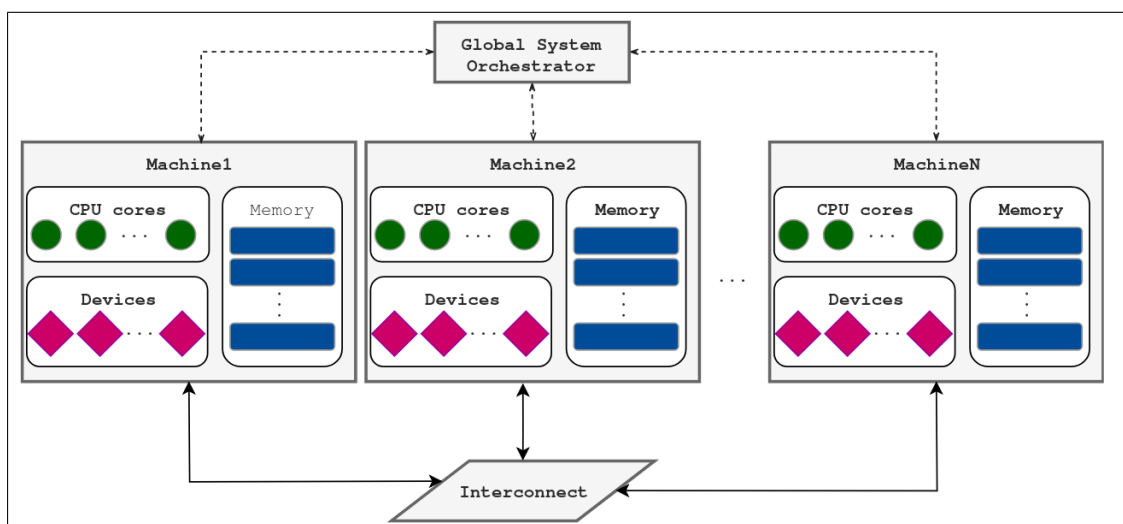 Global System
Orchestrator
Machine1
CPU cores
Memory
...
Devices
...
Machine2
CPU cores
Memory
...
Devices
...
...
MachineN
CPU cores
Memory
...
Devices
...
Interconnect